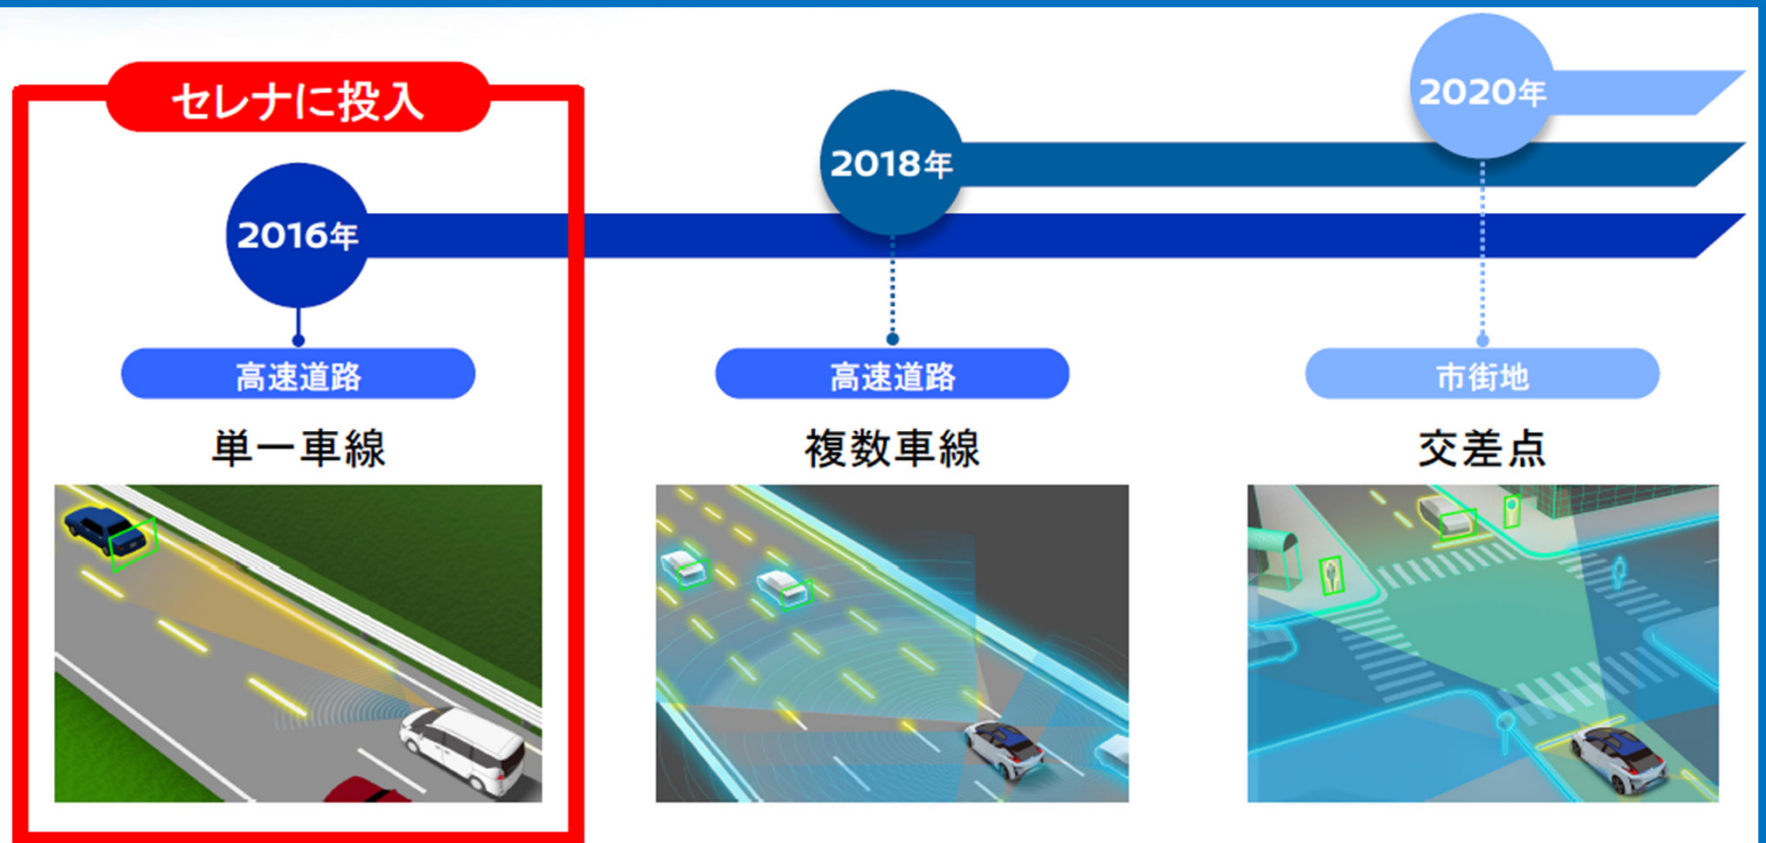 セレナに投入
2016年
2018年
2020年
高速道路
高速道路
市街地
単一車線
複数車線
交差点